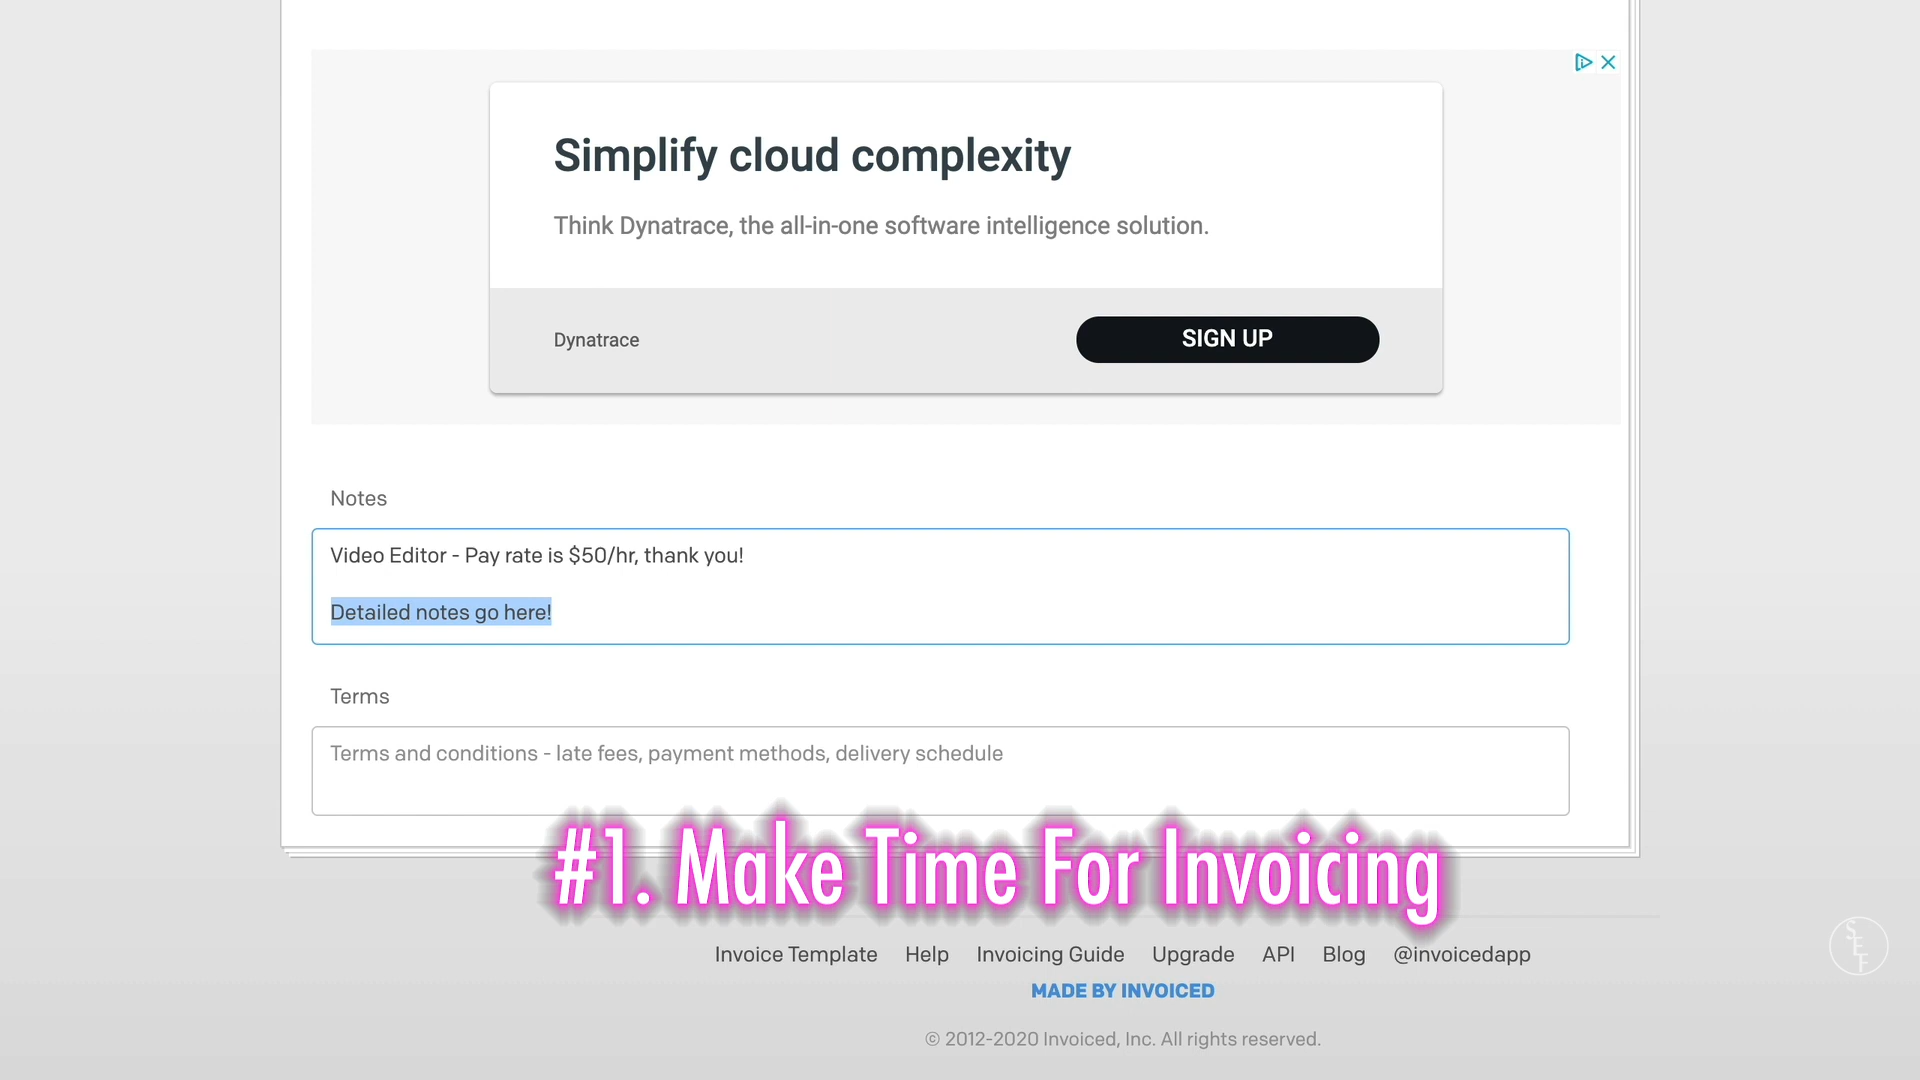 Simplify cloud complexity
Think Dynatrace, the all-in-one software intelligence solution.
Dynatrace
SIGN UP
Notes
Video Editor - Pay rate is $50/hr, thank you!
Detailed notes go here!
Terms
Terms and conditions - late fees, payment methods, delivery schedule
#1. Make Time For Invoicing
Invoice Template Help Invoicing Guide Upgrade API Blog @invoicedapp
MADE BY INVOICED
© 2012-2020 Invoiced, Inc. All rights reserved.
SEF